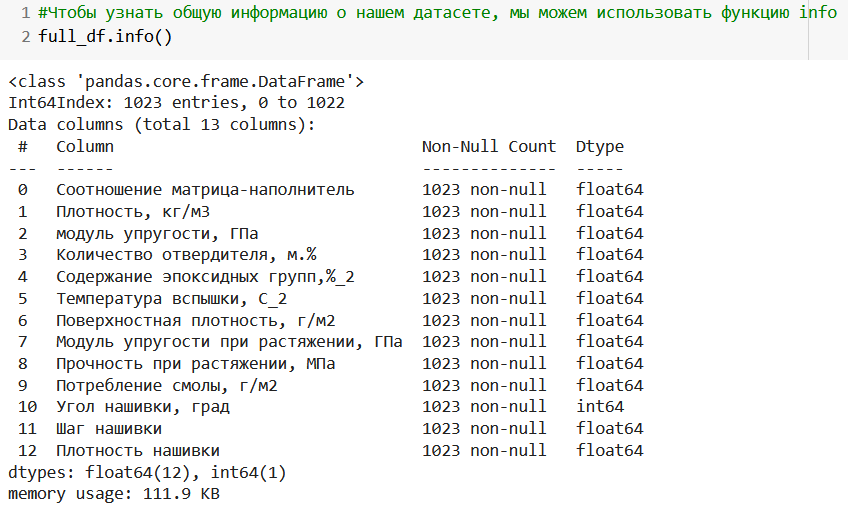 1 #Чтобы узнать общую информацию о нашем датасете, мы можем использовать функцию info
2 full_df.info()
<class 'pandas.core.frame.DataFrame'>
Int64Index: 1023 entries, 0 to 1022
Data columns (total 13 columns):
 #   Column                                Non-Null Count  Dtype
---  ------                                --------------  -----
 0   Соотношение матрица-наполнитель       1023 non-null   float64
 1   Плотность, кг/м3                      1023 non-null   float64
 2   модуль упругости, ГПа                 1023 non-null   float64
 3   Количество отвердителя, м.%           1023 non-null   float64
 4   Содержание эпоксидных групп,%_2       1023 non-null   float64
 5   Температура вспышки, С_2              1023 non-null   float64
 6   Поверхностная плотность, г/м2         1023 non-null   float64
 7   Модуль упругости при растяжении, ГПа  1023 non-null   float64
 8   Прочность при растяжении, МПа         1023 non-null   float64
 9   Потребление смолы, г/м2               1023 non-null   float64
 10  Угол нашивки, град                    1023 non-null   int64
 11  Шаг нашивки                           1023 non-null   float64
 12  Плотность нашивки                     1023 non-null   float64
dtypes: float64(12), int64(1)
memory usage: 111.9 KB